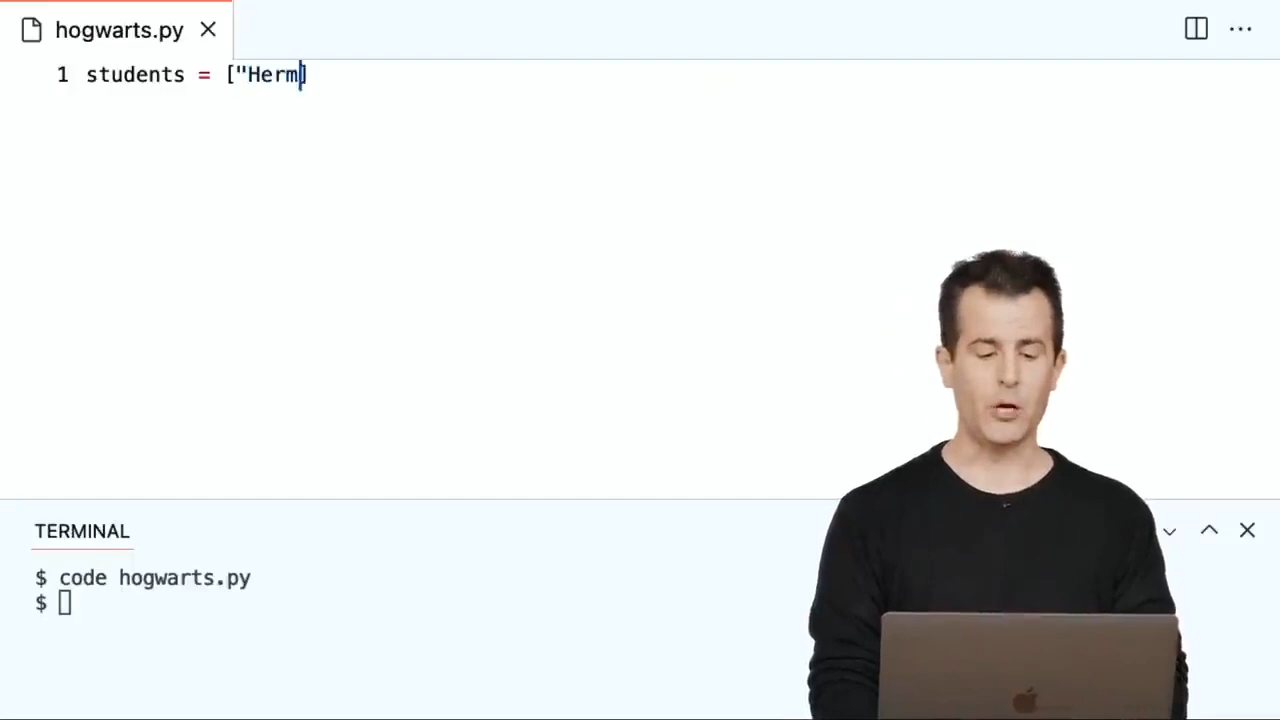 hogwarts.py
1 students = ["Herm]
TERMINAL
$ code hogwarts.py
$